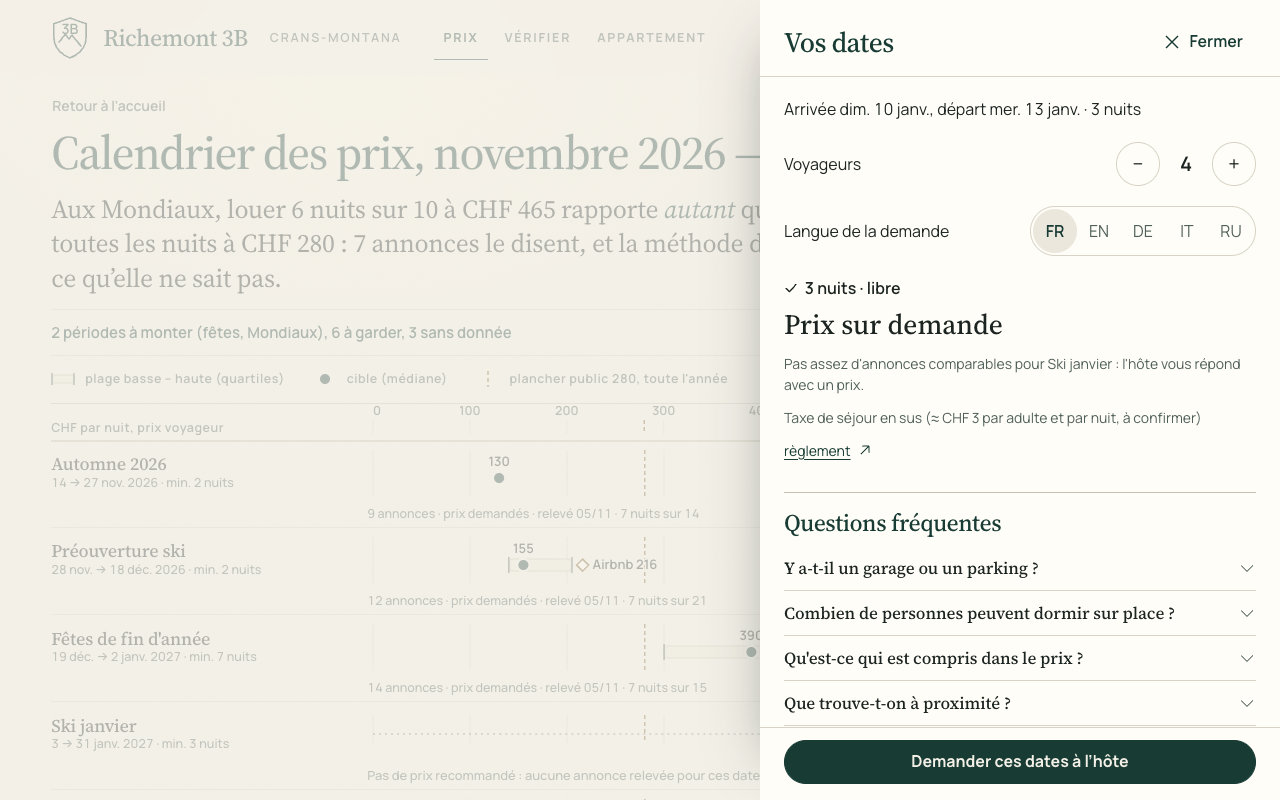 3B
Richemont 3B
CRANS-MONTANA
PRIX
VÉRIFIER
APPARTEMENT
Retour à l'accueil
Calendrier des prix, novembre 2026 —
Aux Mondiaux, louer 6 nuits sur 10 à CHF 465 rapporte autant
toutes les nuits à CHF 280 : 7 annonces le disent, et la méthode
ce qu’elle ne sait pas.
2 périodes à monter (fêtes, Mondiaux), 6 à garder, 3 sans donnée
plage basse – haute (quartiles)
cible (médiane)
plancher public 280, toute l'année
0 100 200 300
CHF par nuit, prix voyageur
Automne 2026
14 → 27 nov. 2026 · min. 2 nuits
130
9 annonces · prix demandés · relevé 05/11 · 7 nuits sur 14
Préouverture ski
28 nov. → 18 déc. 2026 · min. 2 nuits
155
Airbnb 216
12 annonces · prix demandés · relevé 05/11 · 7 nuits sur 21
Fêtes de fin d'année
19 déc. → 2 janv. 2027 · min. 7 nuits
390
14 annonces · prix demandés · relevé 05/11 · 7 nuits sur 15
Ski janvier
3 → 31 janv. 2027 · min. 3 nuits
Pas de prix recommandé : aucune annonce relevée pour ces date
Vos dates
Fermer
Arrivée dim. 10 janv., départ mer. 13 janv. · 3 nuits
Voyageurs
− 4 +
Langue de la demande
FR EN DE IT RU
3 nuits · libre
Prix sur demande
Pas assez d'annonces comparables pour Ski janvier : l'hôte vous répond
avec un prix.
Taxe de séjour en sus (≈ CHF 3 par adulte et par nuit, à confirmer)
règlement
Questions fréquentes
Y a-t-il un garage ou un parking ?
Combien de personnes peuvent dormir sur place ?
Qu'est-ce qui est compris dans le prix ?
Que trouve-t-on à proximité ?
Demander ces dates à l’hôte